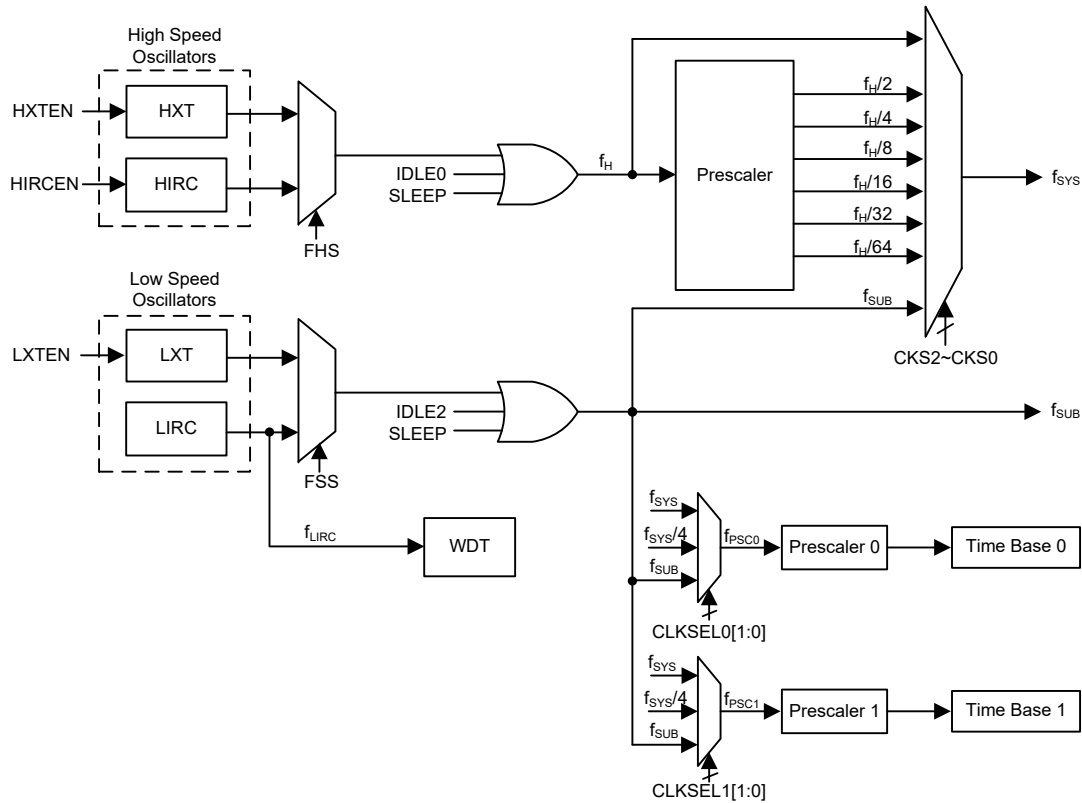 High Speed
Oscillators
HXTEN
HXT
HIRCEN
HIRC
FHS
IDLE0
SLEEP
fH
Prescaler
fH/2
fH/4
fH/8
fH/16
fH/32
fH/64
fSUB
CKS2~CKS0
fSYS
Low Speed
Oscillators
LXTEN
LXT
LIRC
FSS
IDLE2
SLEEP
fSUB
fLIRC
WDT
fSYS
fSYS/4
fSUB
fPSC0
Prescaler 0
Time Base 0
CLKSEL0[1:0]
fSYS
fSYS/4
fSUB
fPSC1
Prescaler 1
Time Base 1
CLKSEL1[1:0]